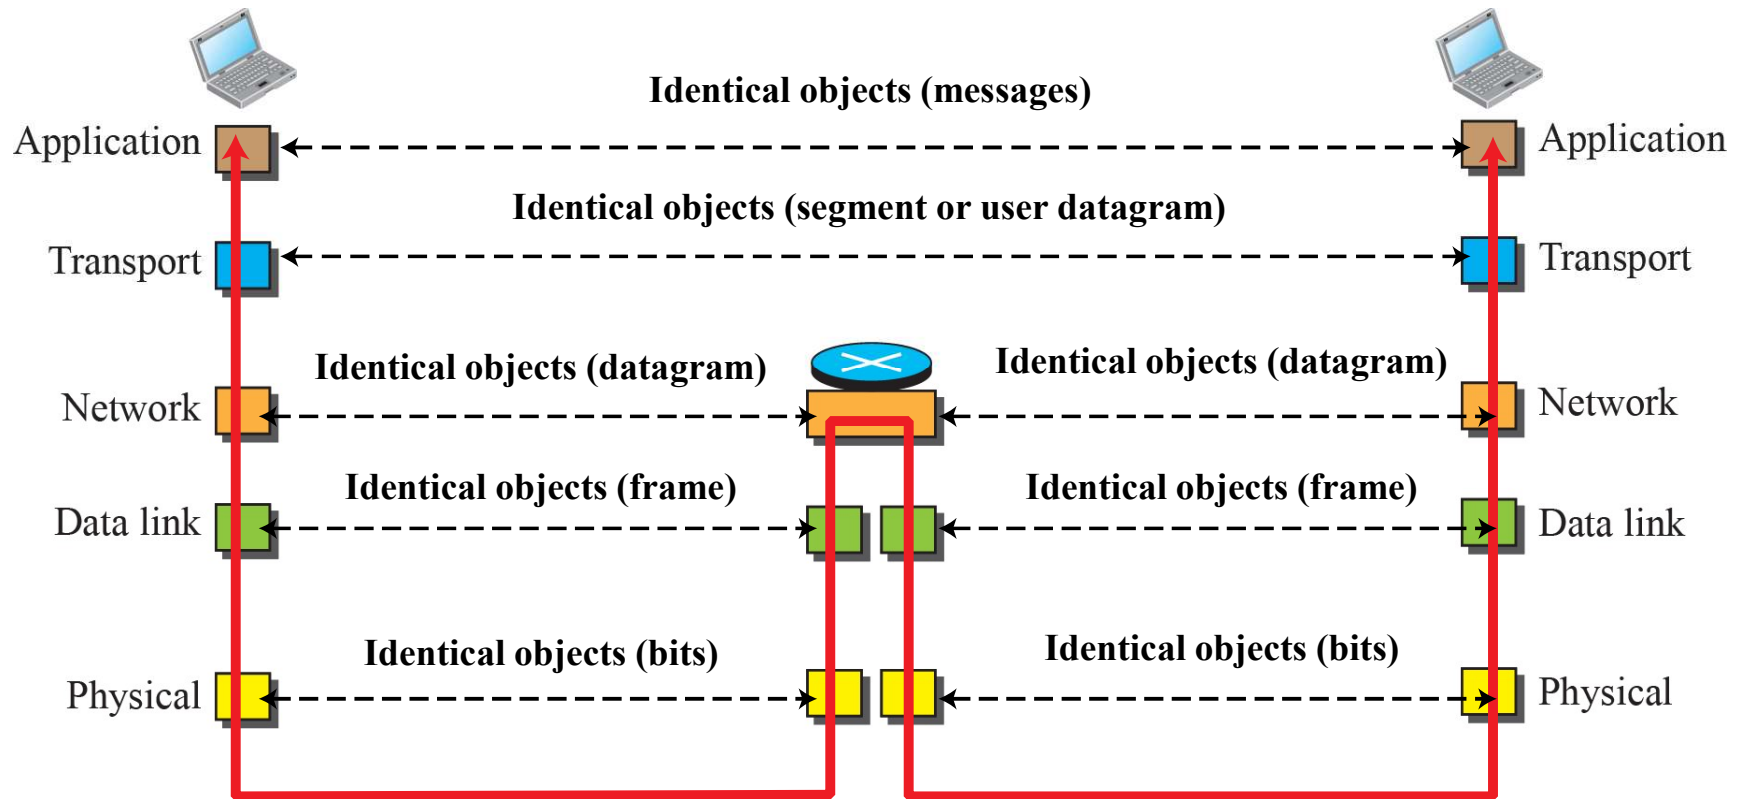 Identical objects (messages)
Application
Application
Identical objects (segment or user datagram)
Transport
Transport
Identical objects (datagram)
Identical objects (datagram)
Network
Network
Identical objects (frame)
Identical objects (frame)
Data link
Data link
Identical objects (bits)
Identical objects (bits)
Physical
Physical